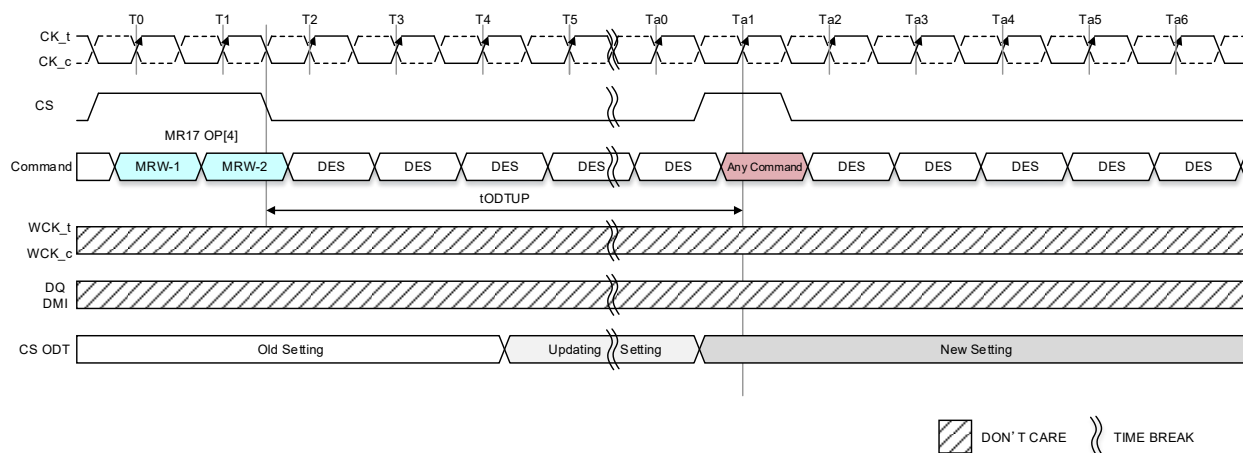 T0 T1 T2 T3 T4 T5 Ta0 Ta1 Ta2 Ta3 Ta4 Ta5 Ta6
CK_t
CK_c
CS
MR17 OP[4]
Command MRW-1 MRW-2 DES DES DES DES DES Any Command DES DES DES DES DES
tODTUP
WCK_t
WCK_c
DQ
DMI
CS ODT Old Setting Updating Setting New Setting
DON'T CARE TIME BREAK